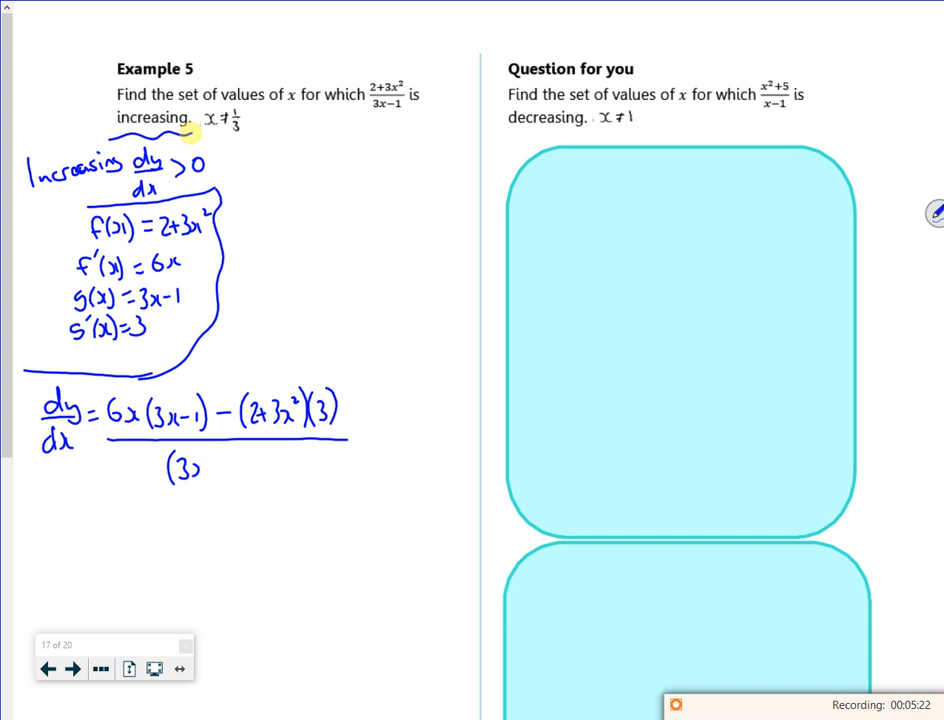 Example 5
Find the set of values of x for which (2+3x²)/(3x−1) is
increasing. x ≠ 1/3
Increasing dy/dx > 0
f(x) = 2+3x²
f′(x) = 6x
g(x) = 3x−1
g′(x) = 3
dy/dx = 6x(3x−1) − (2+3x²)(3)
(3x
Question for you
Find the set of values of x for which (x²+5)/(x−1) is
decreasing. x ≠ 1
17 of 20
Recording: 00:05:22